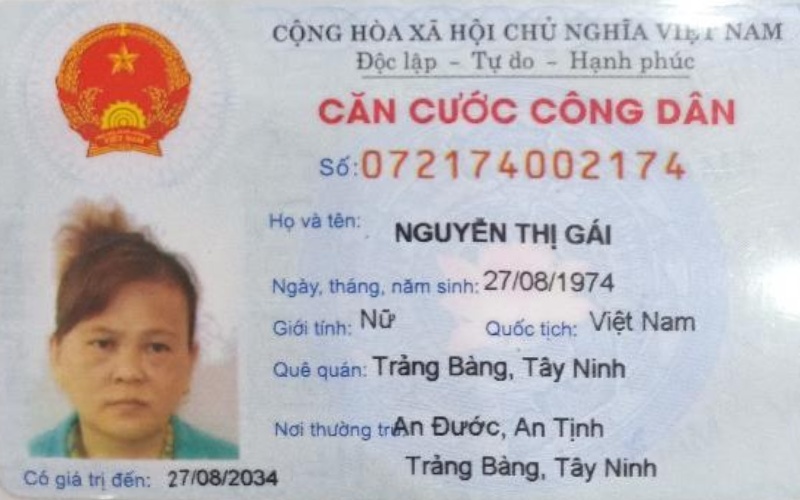 CỘNG HÒA XÃ HỘI CHỦ NGHĨA VIỆT NAM
Độc lập - Tự do - Hạnh phúc
CĂN CƯỚC CÔNG DÂN
Số: 072174002174
Họ và tên: NGUYỄN THỊ GÁI
Ngày, tháng, năm sinh: 27/08/1974
Giới tính: Nữ Quốc tịch: Việt Nam
Quê quán: Trảng Bàng, Tây Ninh
Nơi thường trú: An Đước, An Tịnh
Trảng Bàng, Tây Ninh
Có giá trị đến: 27/08/2034